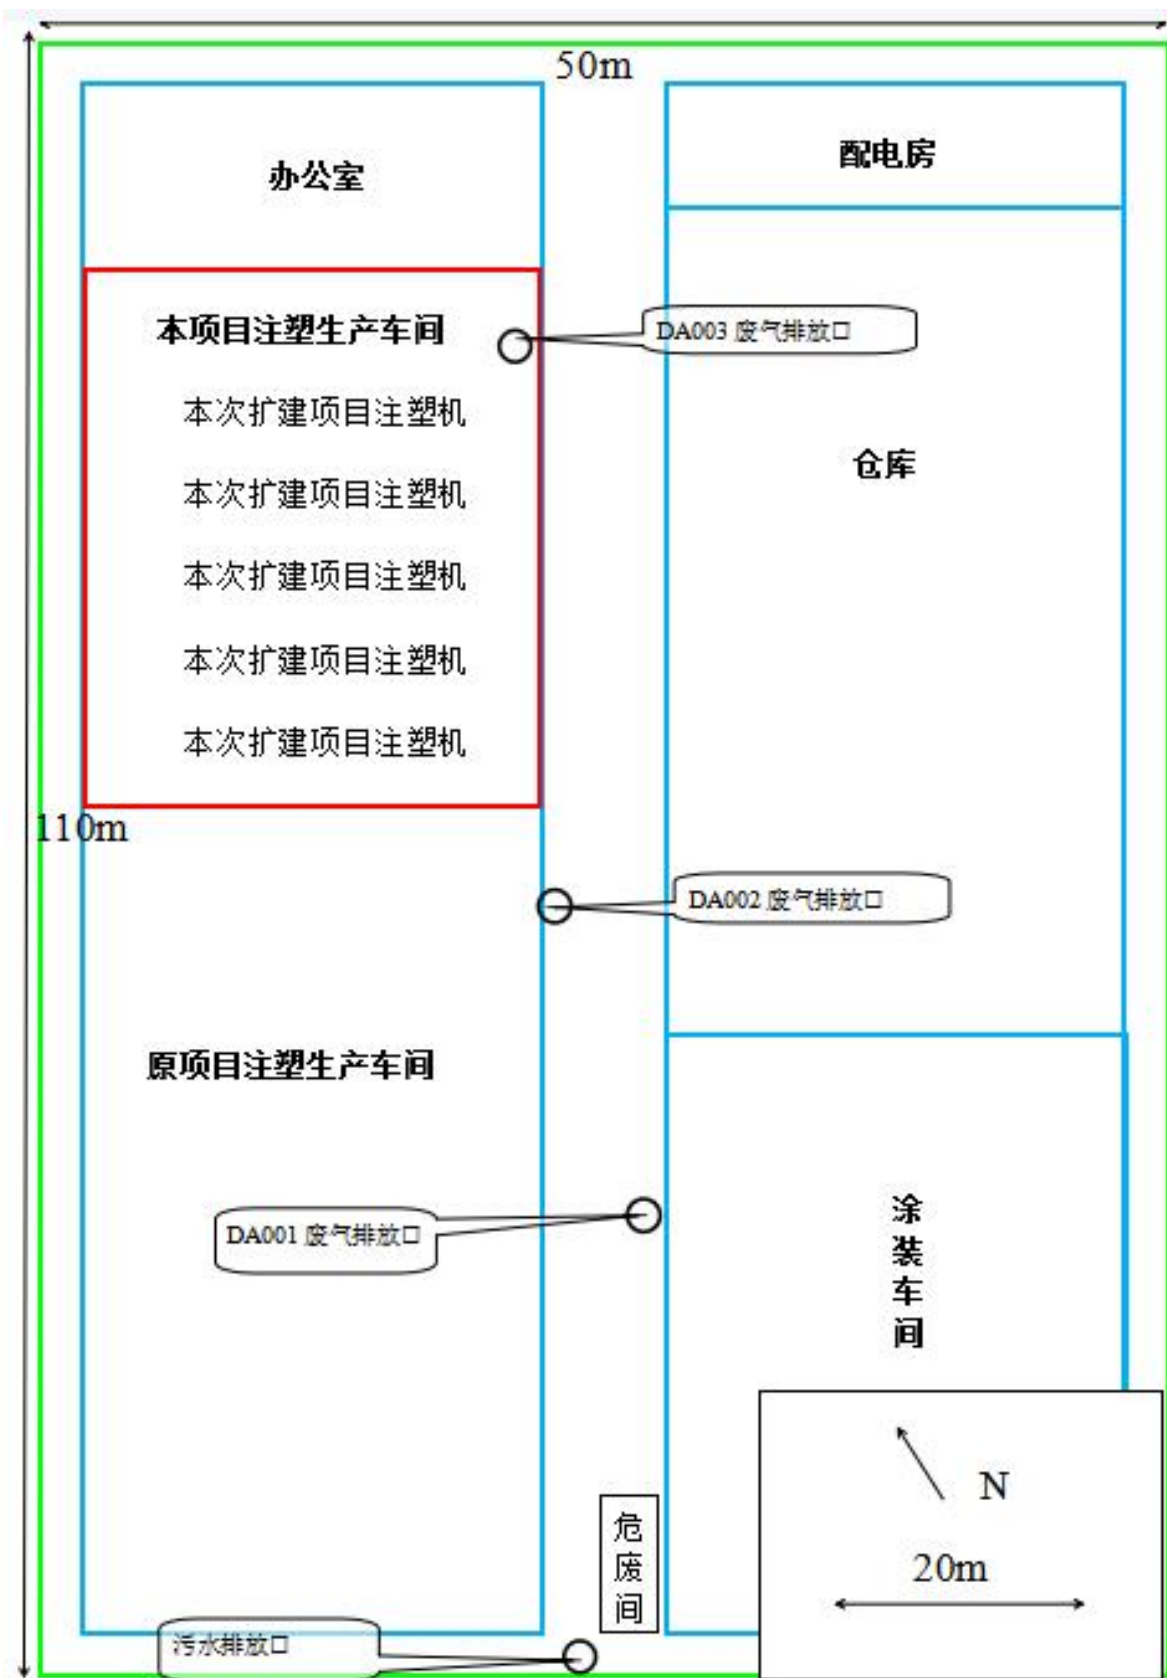 50m
办公室
配电房
本项目注塑生产车间
DA003 废气排放口
本次扩建项目注塑机
仓库
本次扩建项目注塑机
本次扩建项目注塑机
本次扩建项目注塑机
本次扩建项目注塑机
110m
DA002 废气排放口
原项目注塑生产车间
DA001 废气排放口
涂装车间
N
危废间
20m
污水排放口